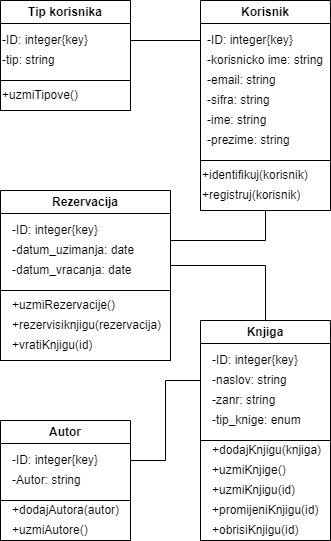 Tip korisnika
-ID: integer{key}
-tip: string
+uzmiTipove()
Korisnik
-ID: integer{key}
-korisnicko ime: string
-email: string
-sifra: string
-ime: string
-prezime: string
+identifikuj(korisnik)
+registruj(korisnik)
Rezervacija
-ID: integer{key}
-datum_uzimanja: date
-datum_vracanja: date
+uzmiRezervacije()
+rezervisiknjigu(rezervacija)
+vratiKnjigu(id)
Knjiga
-ID: integer{key}
-naslov: string
-zanr: string
-tip_knige: enum
+dodajKnjigu(knjiga)
+uzmiKnjige()
+uzmiKnjigu(id)
+promijeniKnjigu(id)
+obrisiKnjigu(id)
Autor
-ID: integer{key}
-Autor: string
+dodajAutora(autor)
+uzmiAutore()